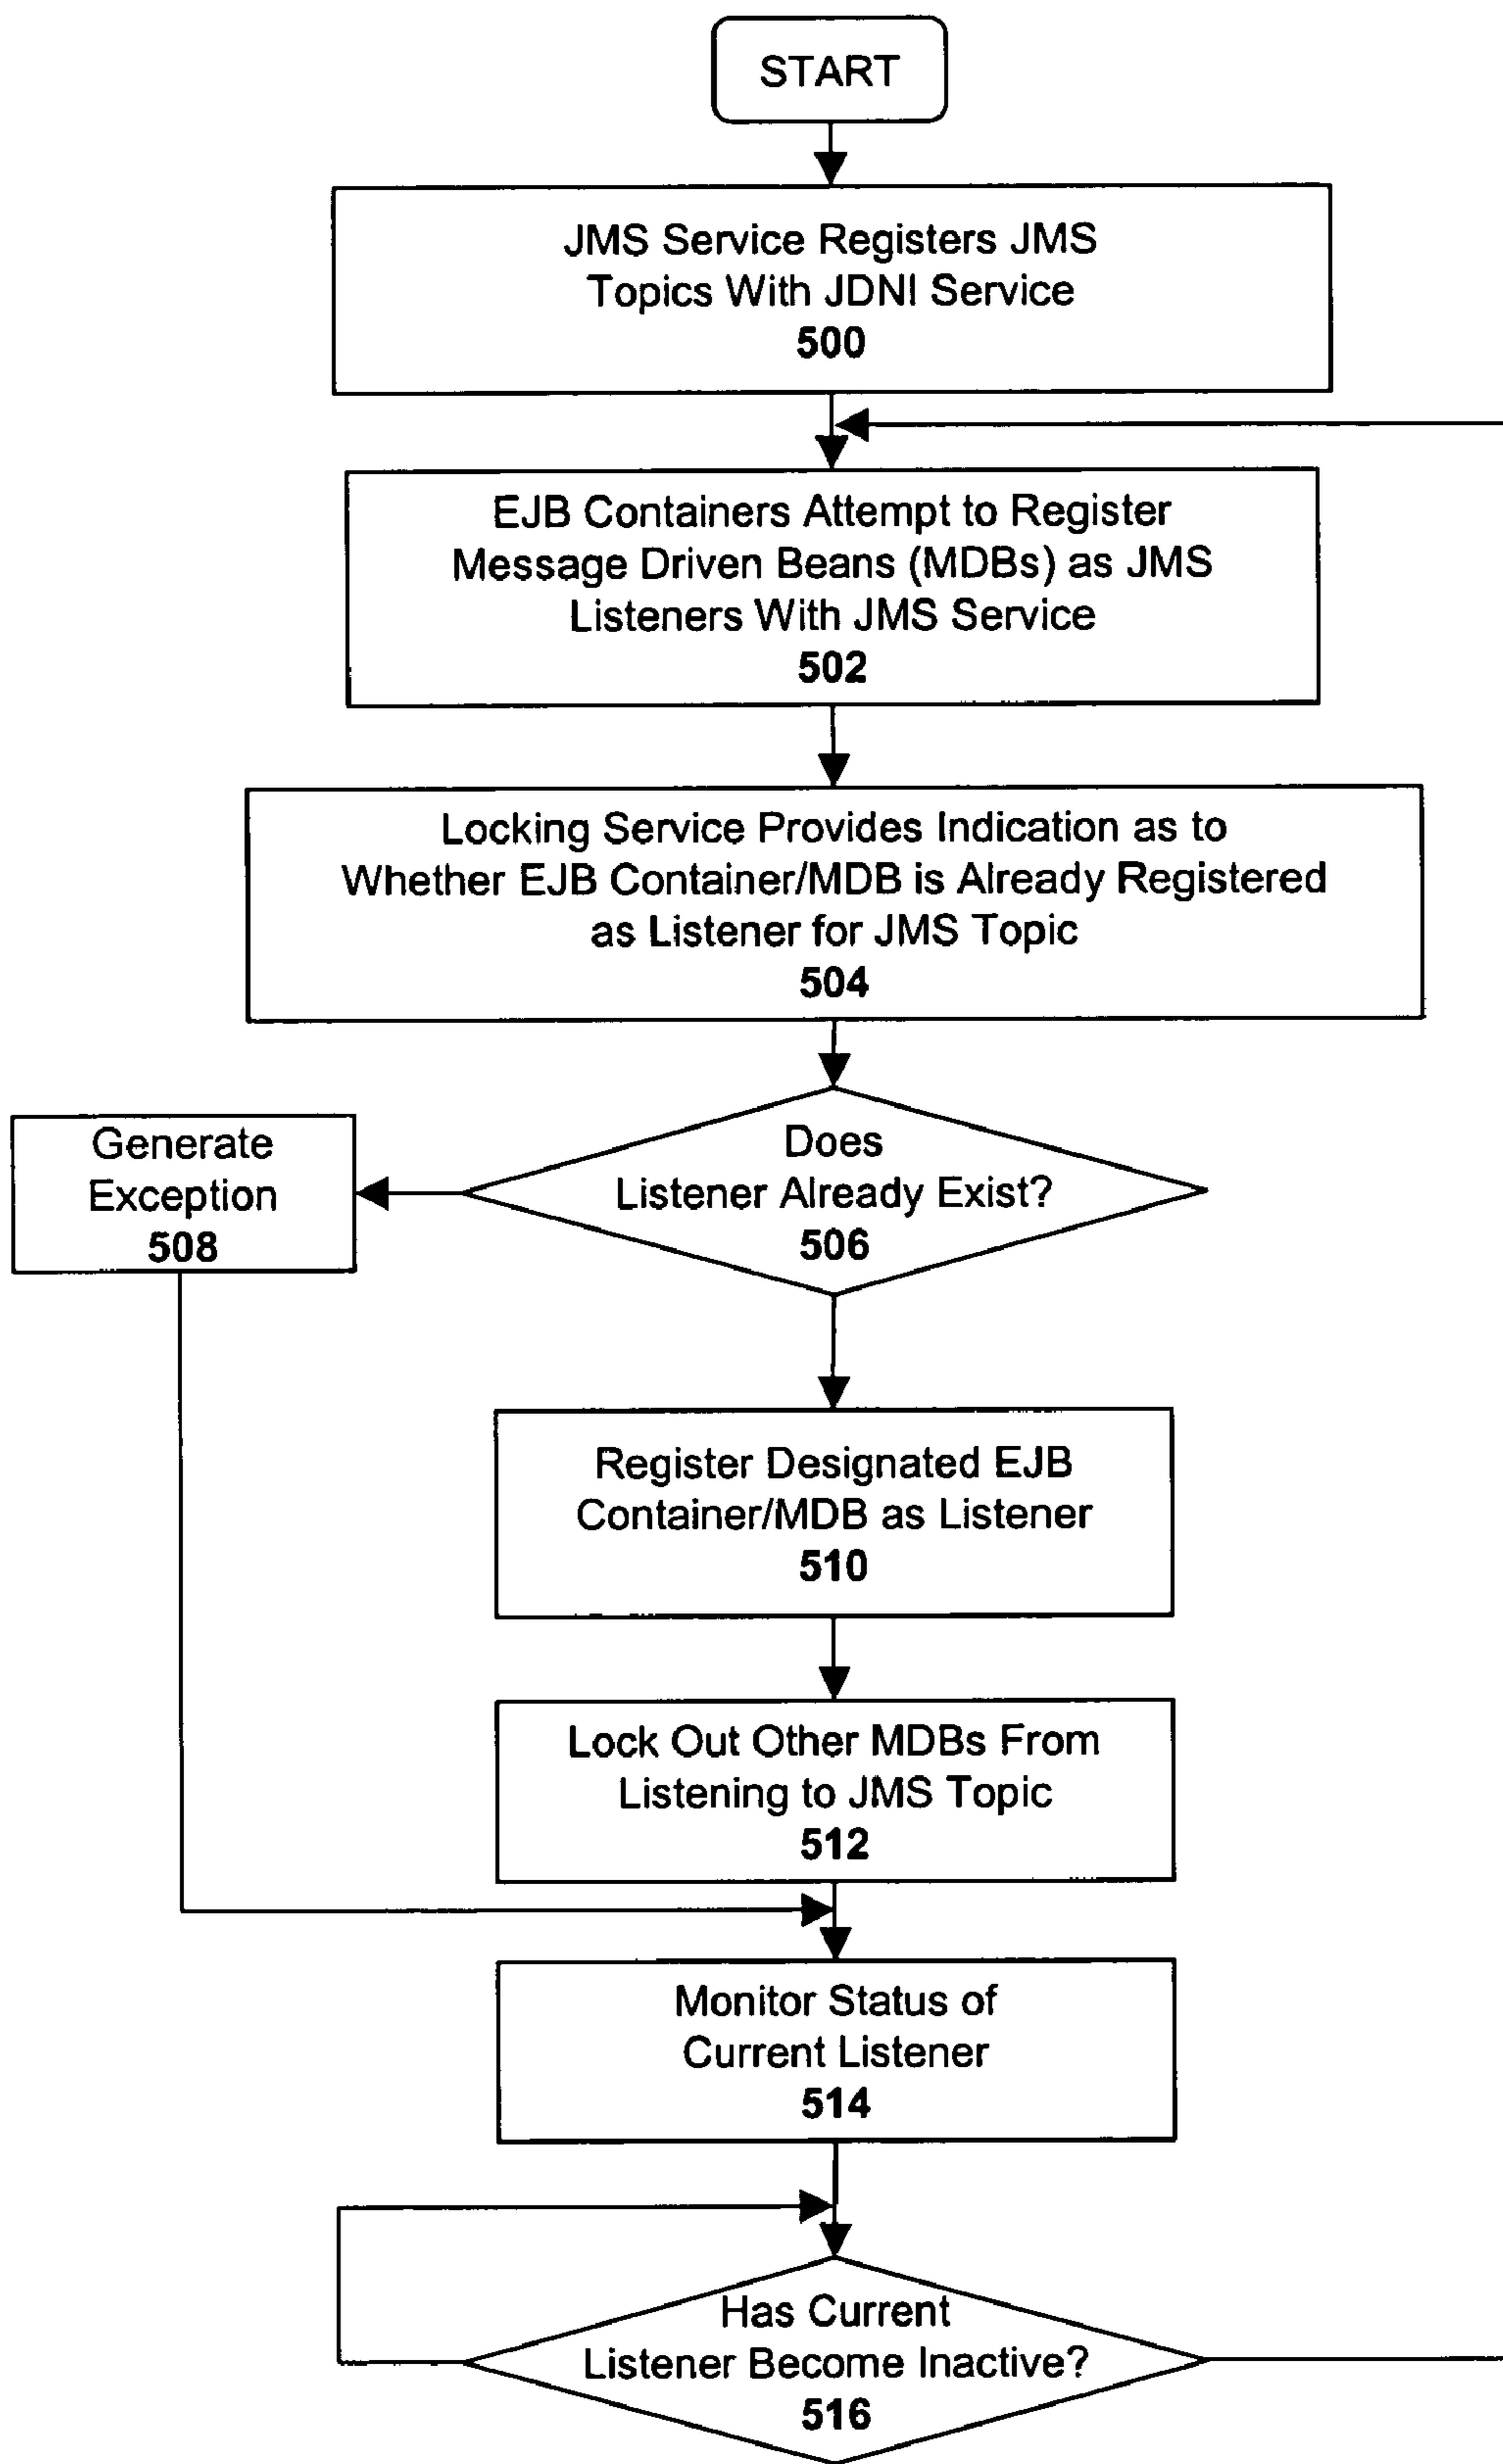 START
JMS Service Registers JMS
Topics With JDNI Service
500
EJB Containers Attempt to Register
Message Driven Beans (MDBs) as JMS
Listeners With JMS Service
502
Locking Service Provides Indication as to
Whether EJB Container/MDB is Already Registered
as Listener for JMS Topic
504
Does
Listener Already Exist?
506
Generate
Exception
508
Register Designated EJB
Container/MDB as Listener
510
Lock Out Other MDBs From
Listening to JMS Topic
512
Monitor Status of
Current Listener
514
Has Current
Listener Become Inactive?
516